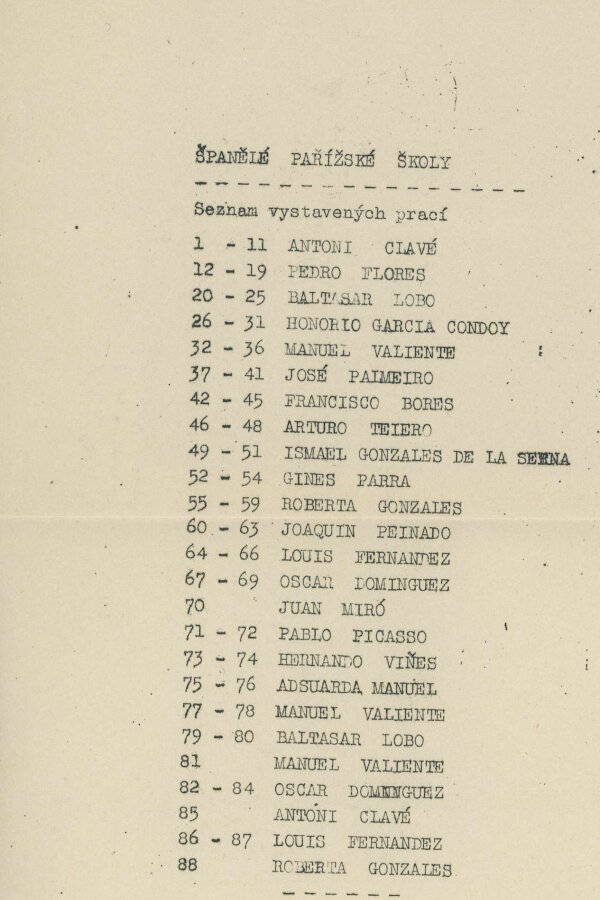 ŠPANĚLÉ PAŘÍŽSKÉ ŠKOLY
Seznam vystavených prací
1 - 11 ANTONI CLAVÉ
12 - 19 PEDRO FLORES
20 - 25 BALTASAR LOBO
26 - 31 HONORIO GARCIA CONDOY
32 - 36 MANUEL VALIENTE
37 - 41 JOSÉ PALMEIRO
42 - 45 FRANCISCO BORES
46 - 48 ARTURO TEIERO
49 - 51 ISMAEL GONZALES DE LA SERNA
52 - 54 GINES PARRA
55 - 59 ROBERTA GONZALES
60 - 63 JOAQUIN PEINADO
64 - 66 LOUIS FERNANDEZ
67 - 69 OSCAR DOMINGUEZ
70 JUAN MIRÓ
71 - 72 PABLO PICASSO
73 - 74 HERNANDO VIÑES
75 - 76 ADSUARDA MANUEL
77 - 78 MANUEL VALIENTE
79 - 80 BALTASAR LOBO
81 MANUEL VALIENTE
82 - 84 OSCAR DOMINGUEZ
85 ANTONI CLAVÉ
86 - 87 LOUIS FERNANDEZ
88 ROBERTA GONZALES